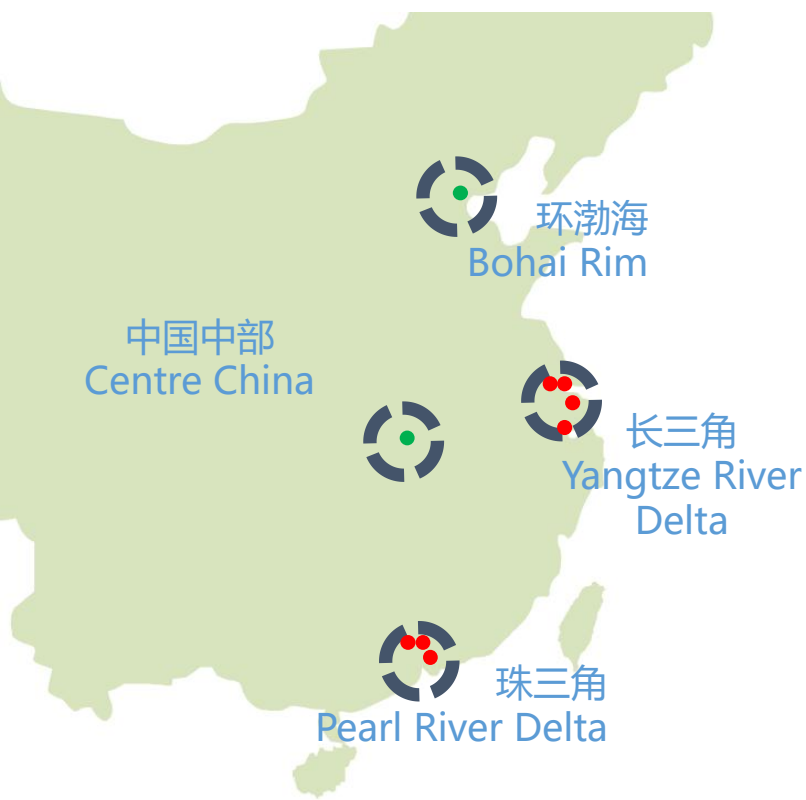 环渤海
Bohai Rim
中国中部
Centre China
长三角
Yangtze River
Delta
珠三角
Pearl River Delta